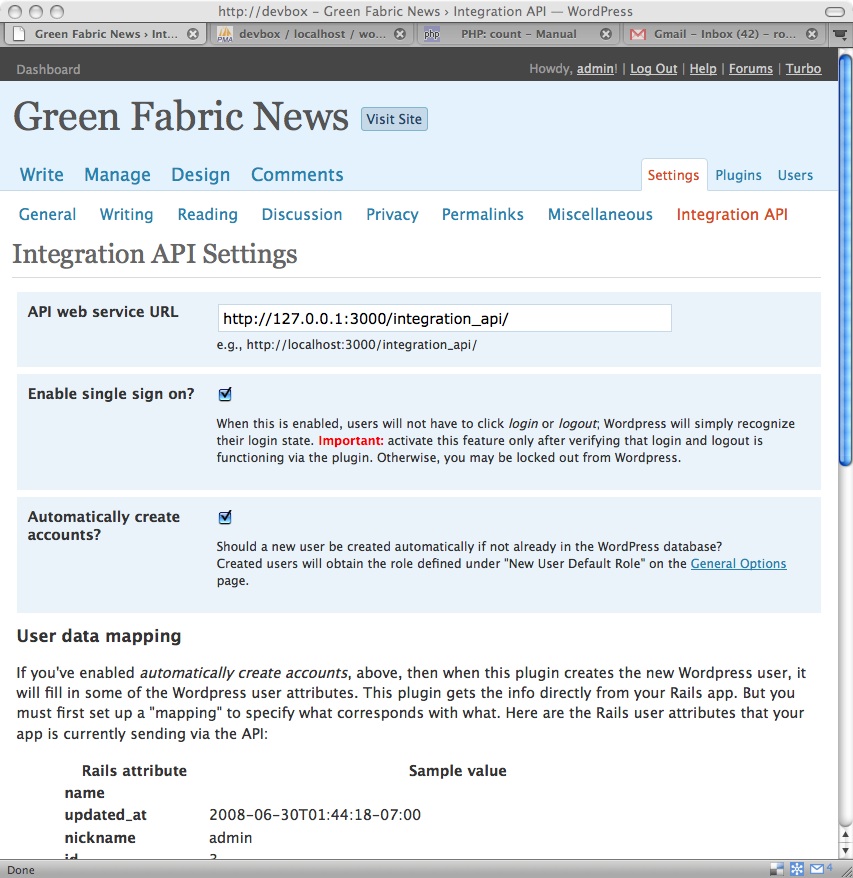 http://devbox – Green Fabric News › Integration API — WordPress
Green Fabric News › Int...
PMA devbox / localhost / wo...
php PHP: count – Manual
Gmail – Inbox (42) – ro...
Dashboard
Howdy, admin! | Log Out | Help | Forums | Turbo
Green Fabric News Visit Site
Write Manage Design Comments Settings Plugins Users
General Writing Reading Discussion Privacy Permalinks Miscellaneous Integration API
Integration API Settings
API web service URL
http://127.0.0.1:3000/integration_api/
e.g., http://localhost:3000/integration_api/
Enable single sign on?
When this is enabled, users will not have to click login or logout; Wordpress will simply recognize
their login state. Important: activate this feature only after verifying that login and logout is
functioning via the plugin. Otherwise, you may be locked out from Wordpress.
Automatically create
accounts?
Should a new user be created automatically if not already in the WordPress database?
Created users will obtain the role defined under "New User Default Role" on the General Options
page.
User data mapping
If you've enabled automatically create accounts, above, then when this plugin creates the new Wordpress user, it
will fill in some of the Wordpress user attributes. This plugin gets the info directly from your Rails app. But you
must first set up a "mapping" to specify what corresponds with what. Here are the Rails user attributes that your
app is currently sending via the API:
Rails attribute Sample value
name
updated_at 2008-06-30T01:44:18-07:00
nickname admin
id
Done
4